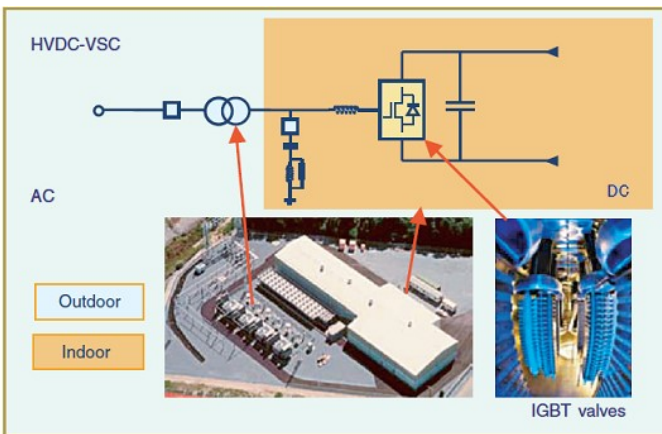 HVDC-VSC
AC
DC
Outdoor
Indoor
IGBT valves